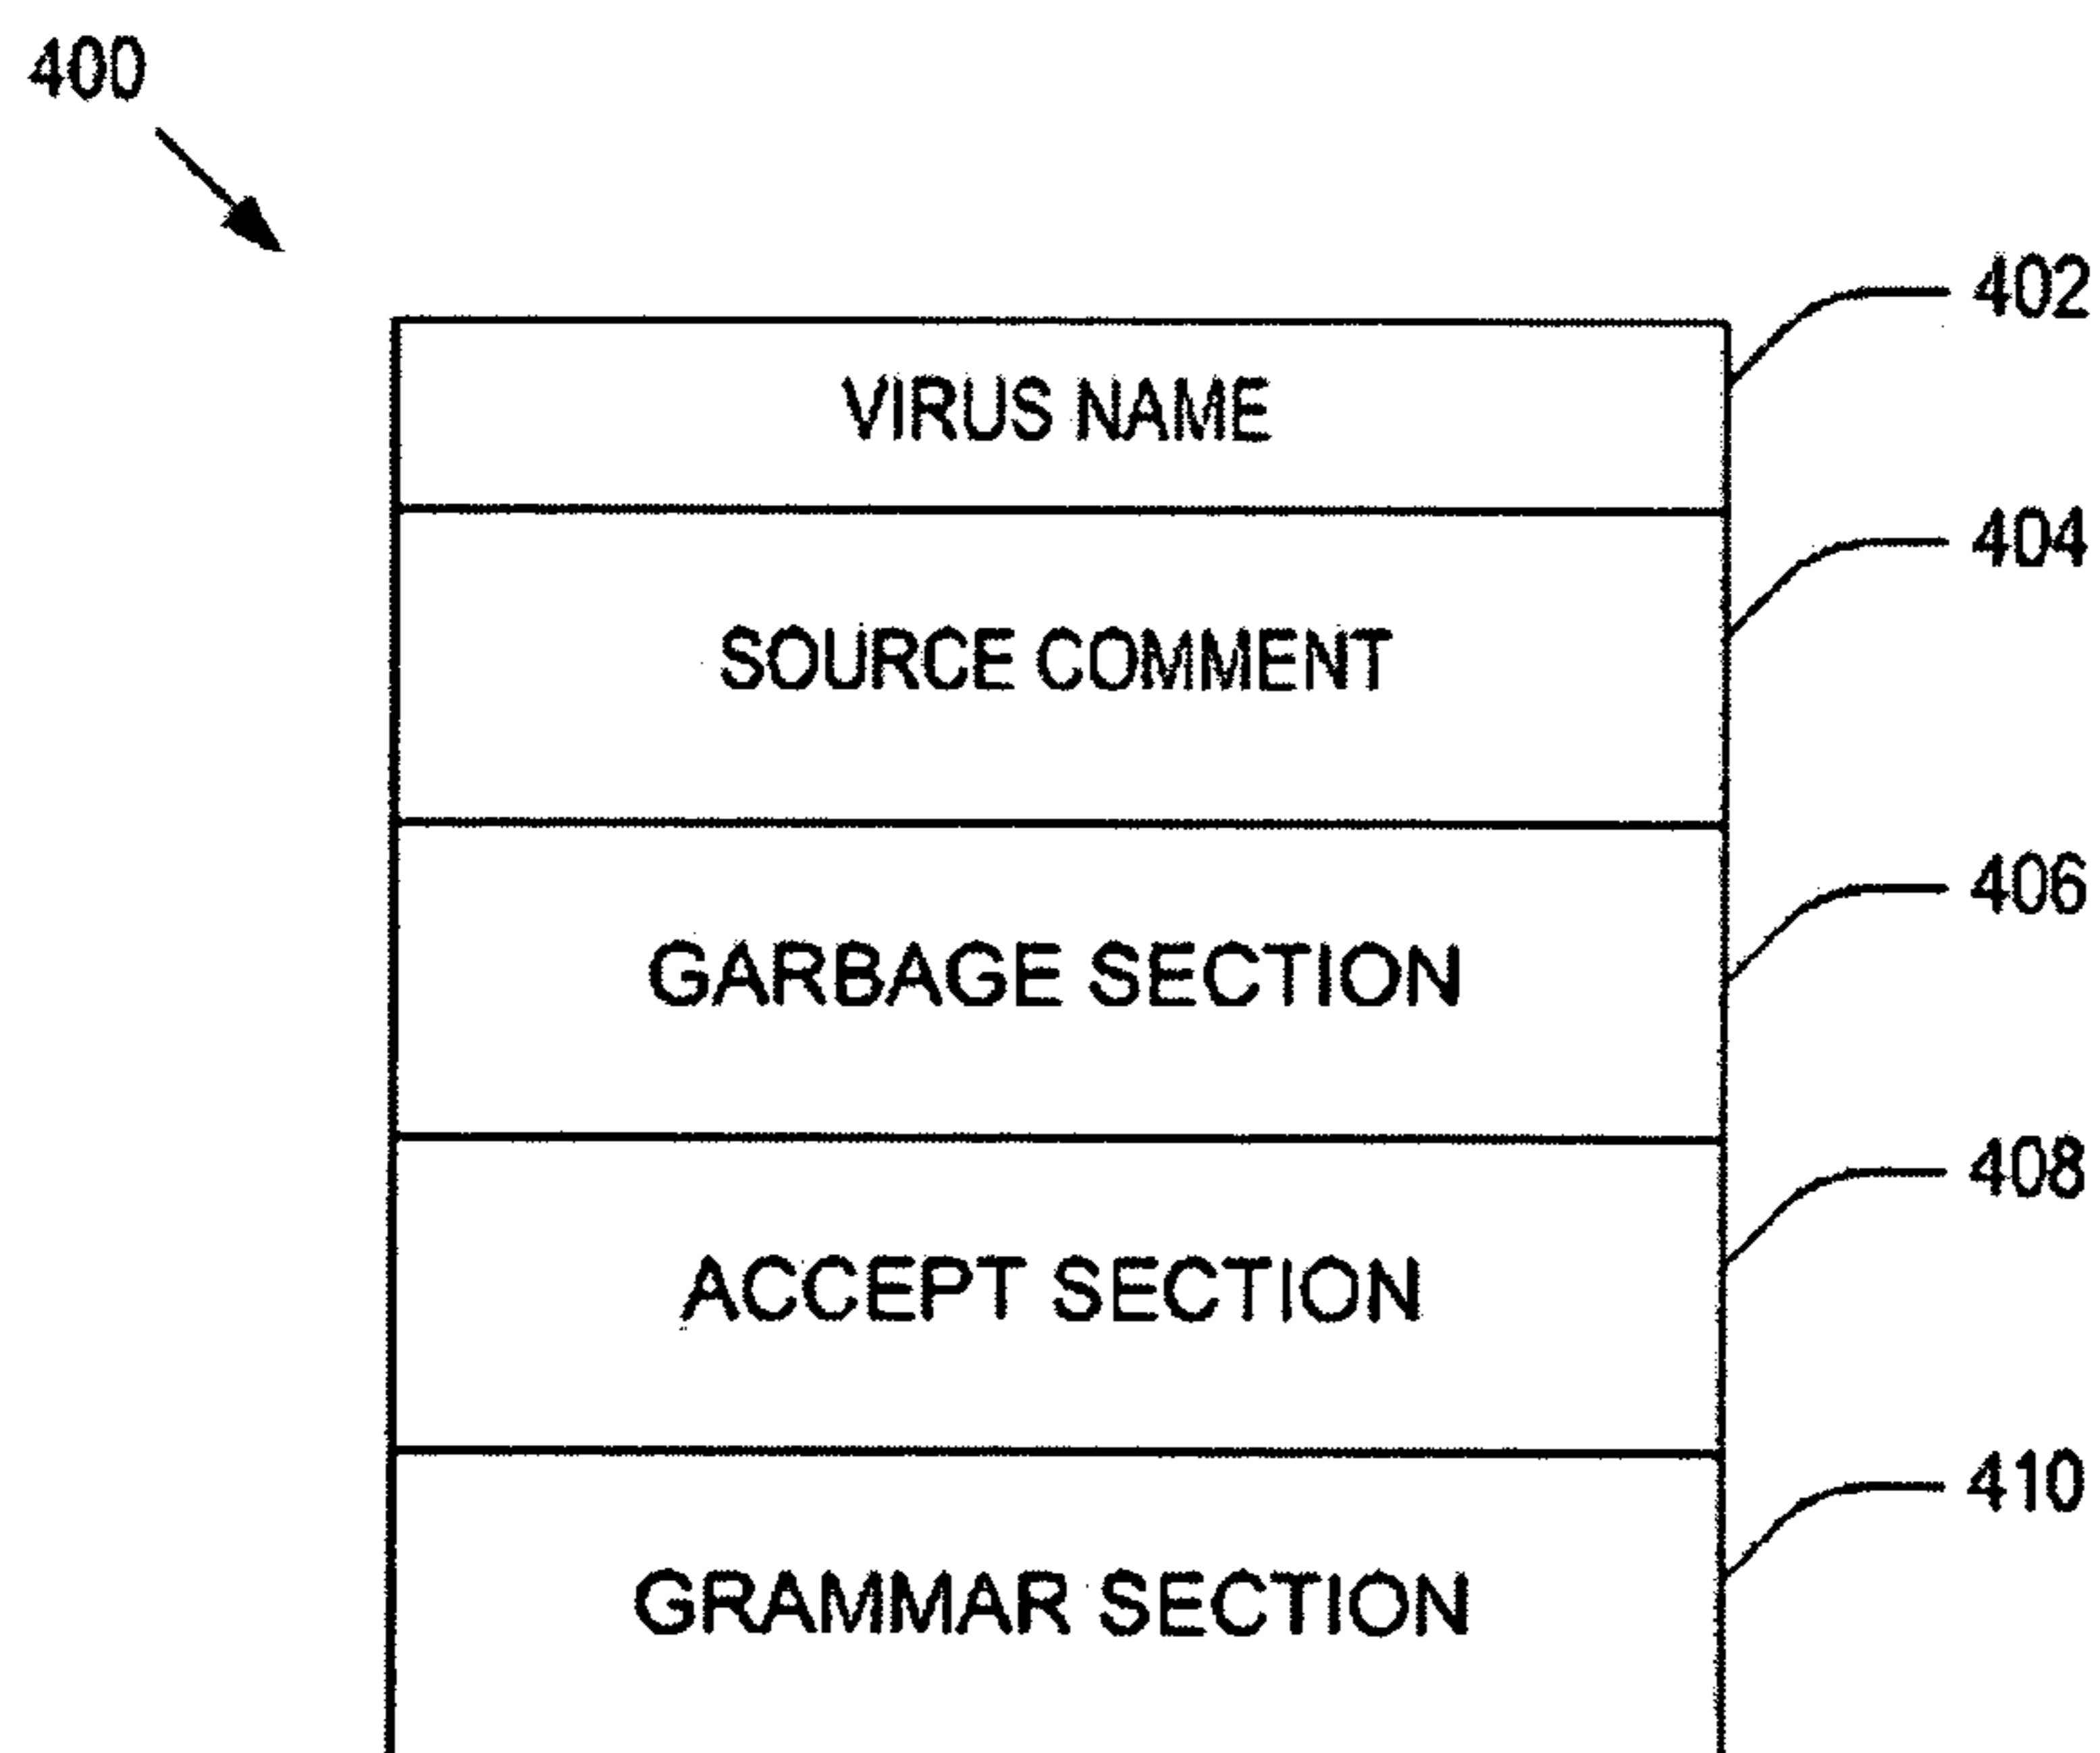 400
402
VIRUS NAME
404
SOURCE COMMENT
406
GARBAGE SECTION
408
ACCEPT SECTION
410
GRAMMAR SECTION